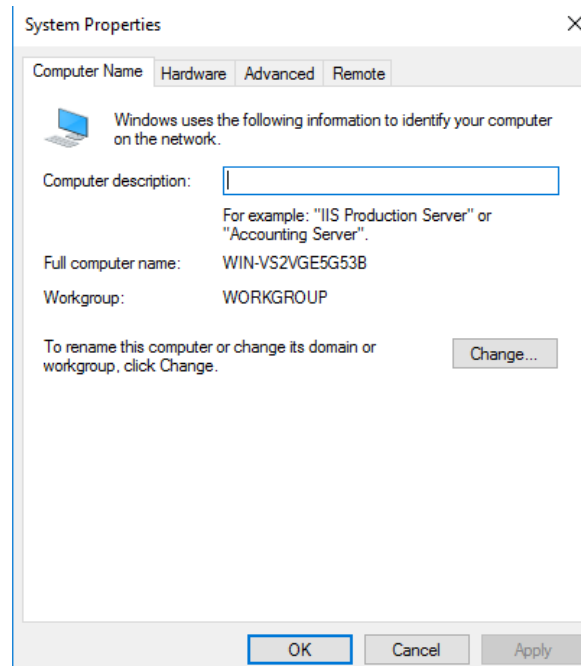 System Properties
Computer Name Hardware Advanced Remote
Windows uses the following information to identify your computer
on the network.
Computer description:
For example: "IIS Production Server" or
"Accounting Server".
Full computer name: WIN-VS2VGE5G53B
Workgroup: WORKGROUP
To rename this computer or change its domain or
workgroup, click Change.
Change...
OK Cancel Apply